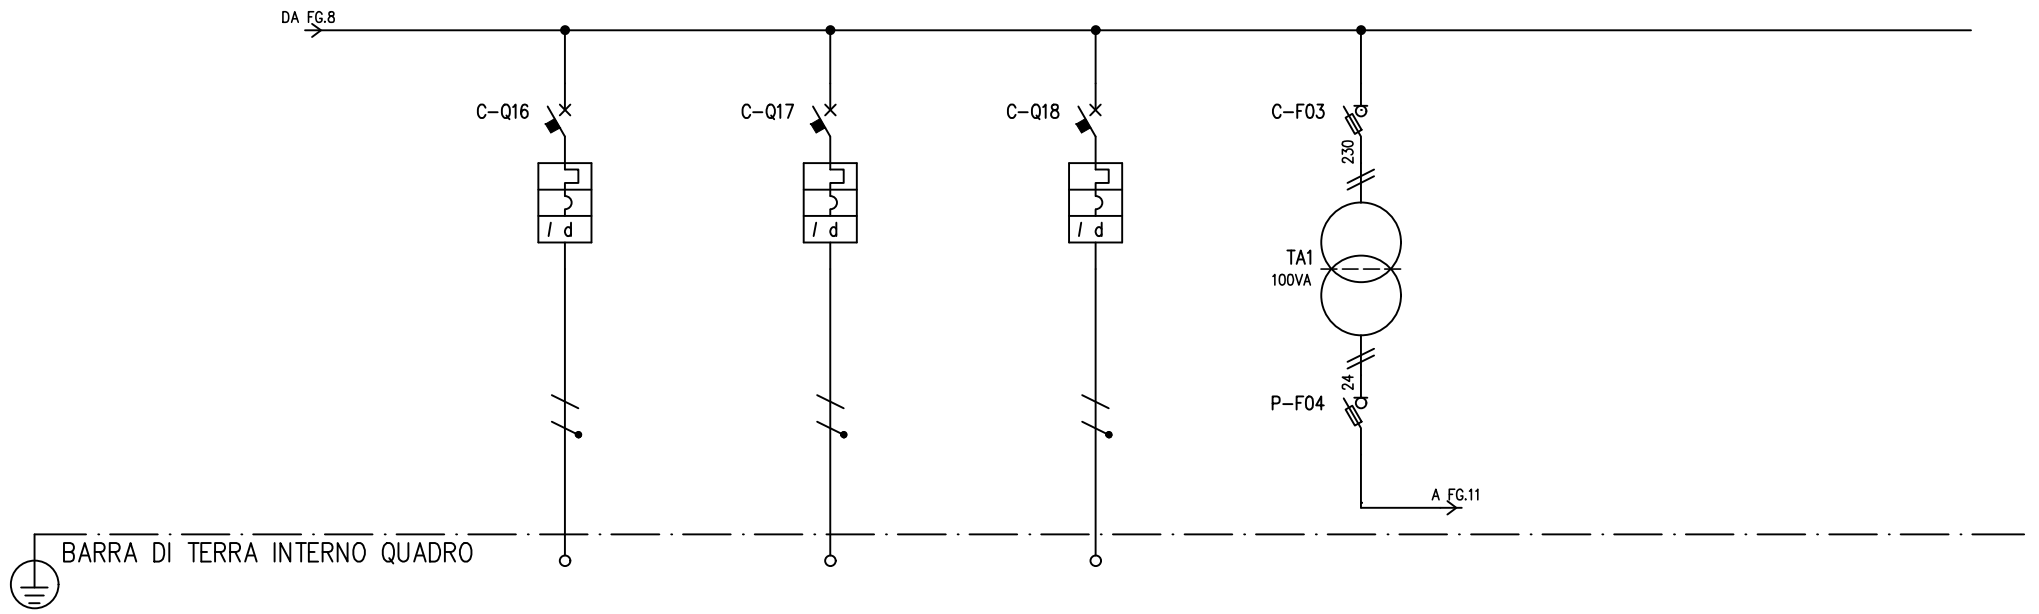 DA FG.8
C-Q16
C-Q17
C-Q18
C-F03
230
I d
I d
I d
TA1
100VA
24
P-F04
A FG.11
BARRA DI TERRA INTERNO QUADRO